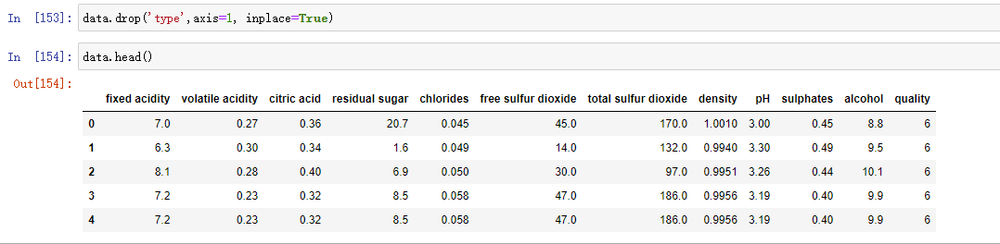 In [153]: data.drop('type',axis=1, inplace=True)
In [154]: data.head()
Out[154]:
fixed acidity volatile acidity citric acid residual sugar chlorides free sulfur dioxide total sulfur dioxide density pH sulphates alcohol quality
0 7.0 0.27 0.36 20.7 0.045 45.0 170.0 1.0010 3.00 0.45 8.8 6
1 6.3 0.30 0.34 1.6 0.049 14.0 132.0 0.9940 3.30 0.49 9.5 6
2 8.1 0.28 0.40 6.9 0.050 30.0 97.0 0.9951 3.26 0.44 10.1 6
3 7.2 0.23 0.32 8.5 0.058 47.0 186.0 0.9956 3.19 0.40 9.9 6
4 7.2 0.23 0.32 8.5 0.058 47.0 186.0 0.9956 3.19 0.40 9.9 6